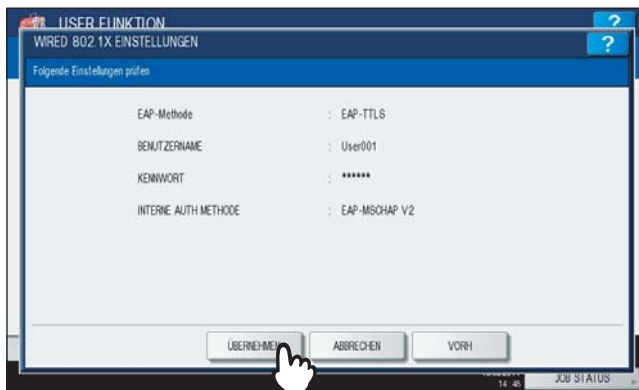 USER FUNKTION
?
WIRED 802.1X EINSTELLUNGEN
?
Folgende Einstellungen prüfen
EAP-Methode : EAP-TTLS
BENUTZERNAME : User001
KENNWORT : ******
INTERNE AUTH METHODE : EAP-MSCHAP V2
ÜBERNEHMEN ABBRECHEN VORH
14:48 JOB STATUS